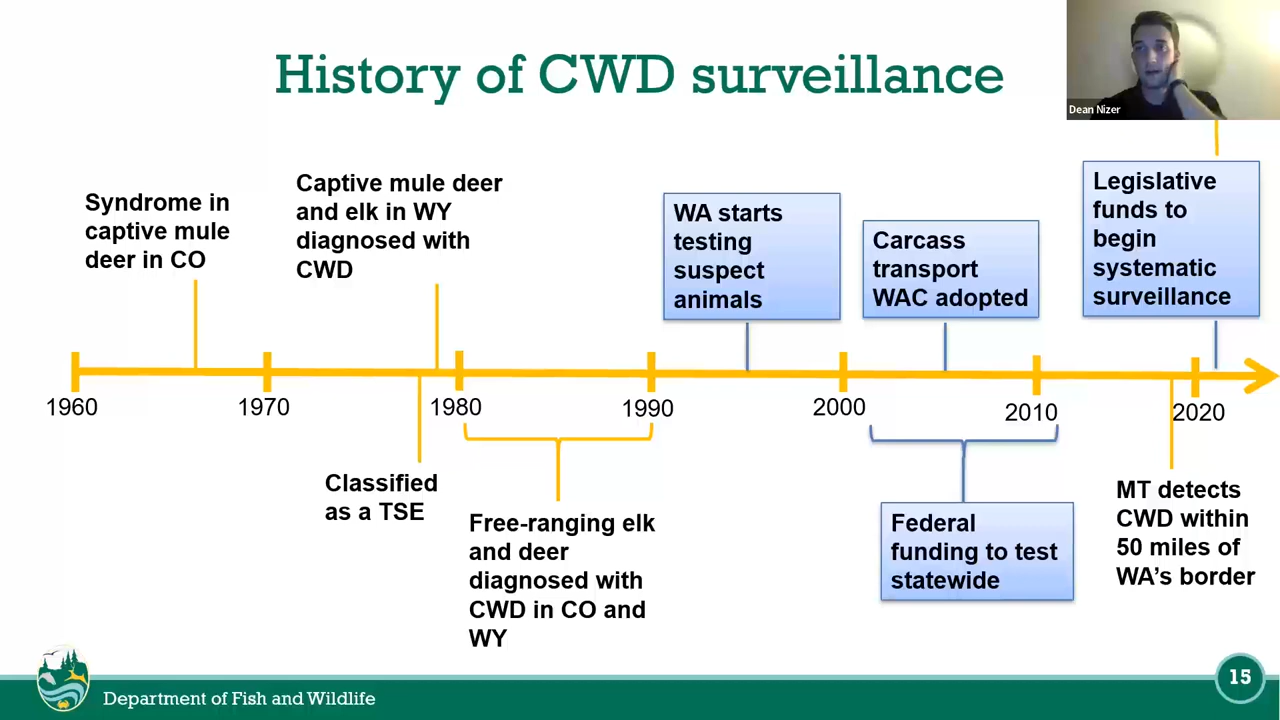 History of CWD surveillance
Dean Nizer
Syndrome in
captive mule
deer in CO
Captive mule deer
and elk in WY
diagnosed with
CWD
WA starts
testing
suspect
animals
Carcass
transport
WAC adopted
Legislative
funds to
begin
systematic
surveillance
1960
1970
1980
1990
2000
2010
2020
Classified
as a TSE
Free-ranging elk
and deer
diagnosed with
CWD in CO and
WY
Federal
funding to test
statewide
MT detects
CWD within
50 miles of
WA's border
Department of Fish and Wildlife
15